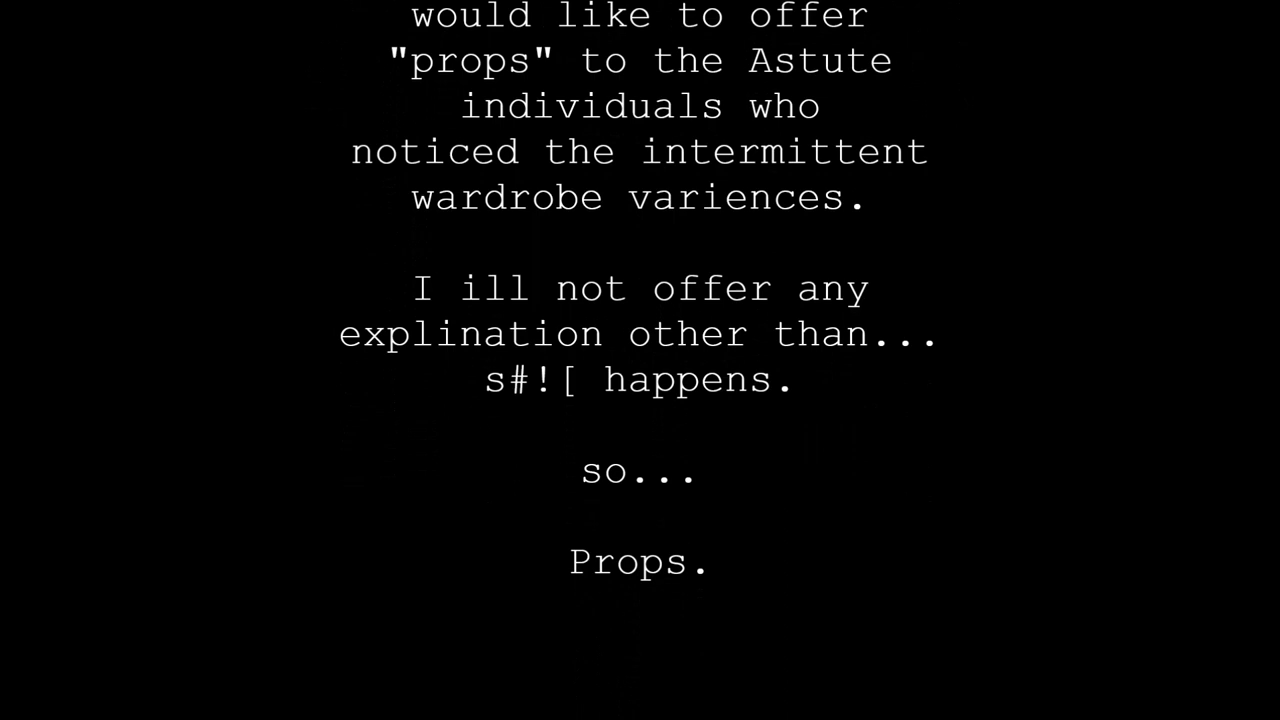 would like to offer
"props" to the Astute
individuals who
noticed the intermittent
wardrobe variences.
I ill not offer any
explination other than...
s#![ happens.
so...
Props.